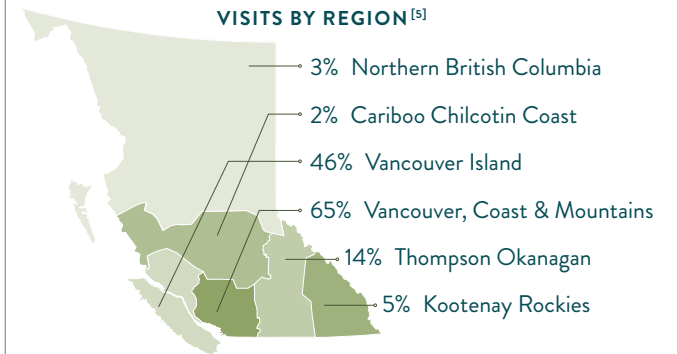 VISITS BY REGION [5]
3% Northern British Columbia
2% Cariboo Chilcotin Coast
46% Vancouver Island
65% Vancouver, Coast & Mountains
14% Thompson Okanagan
5% Kootenay Rockies